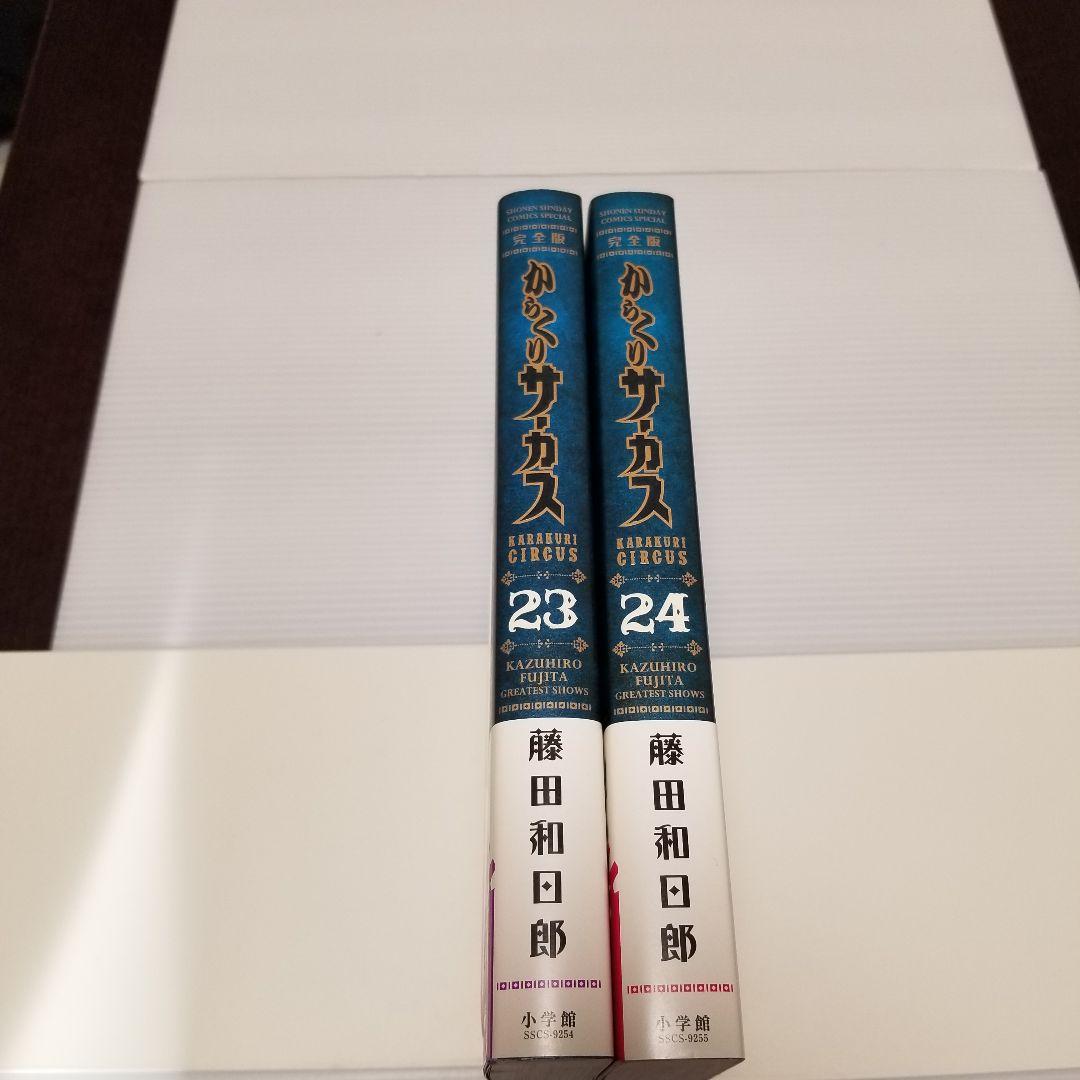 SHONEN SUNDAY
COMICS SPECIAL
完全版
からくり
サーカス
KARAKURI
CIRCUS
23
KAZUHIRO
FUJITA
GREATEST SHOWS
藤田和日郎
小学館
SSCS-9254
SHONEN SUNDAY
COMICS SPECIAL
完全版
からくり
サーカス
KARAKURI
CIRCUS
24
KAZUHIRO
FUJITA
GREATEST SHOWS
藤田和日郎
小学館
SSCS-9255